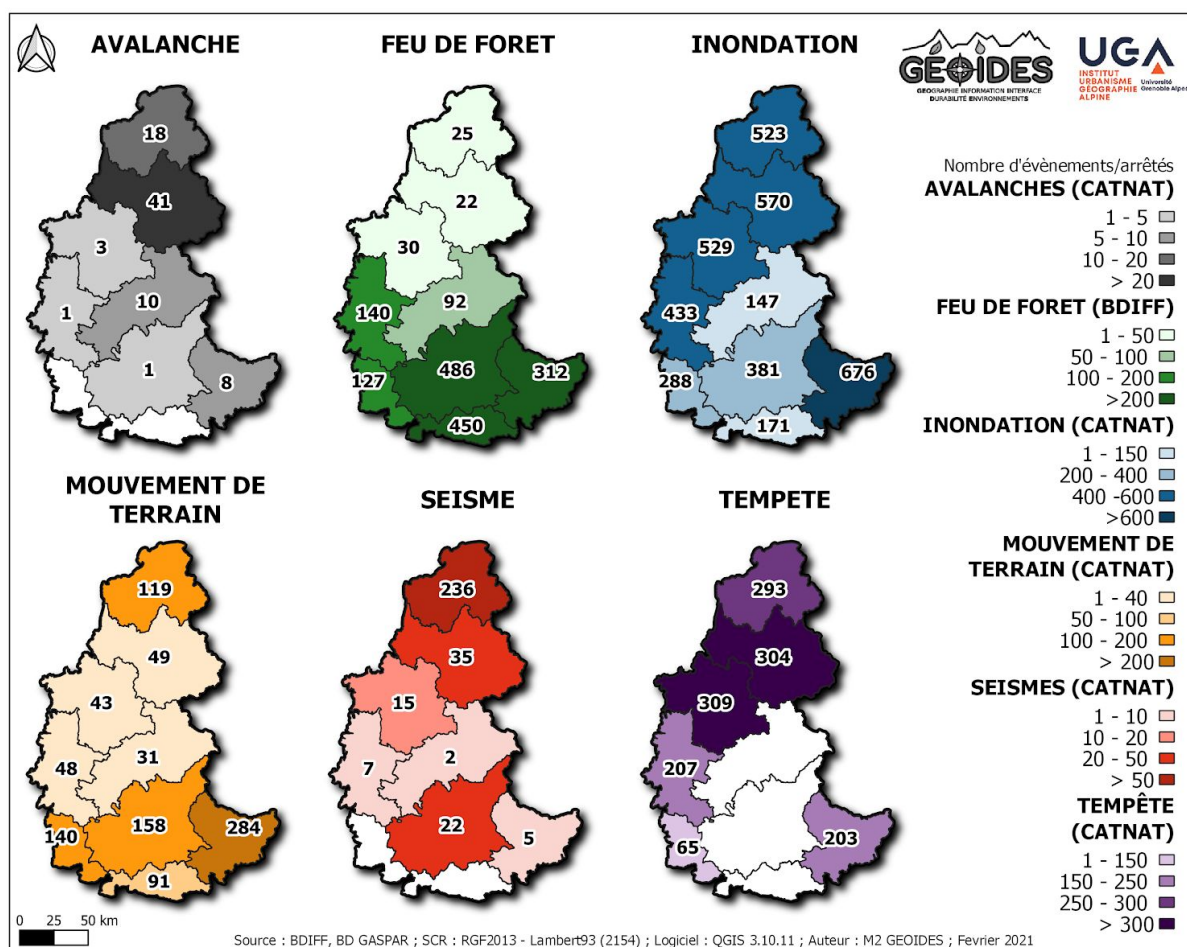 AVALANCHE
18
41
3
1
10
1
8
FEU DE FORET
25
22
30
140
92
127
486
312
450
INONDATION
523
570
529
433
147
288
381
676
171
GÉOIDES
GEOGRAPHIE INFORMATION INTERFACE
DURABILITÉ ENVIRONNEMENTS
UGA
INSTITUT
URBANISME
GÉOGRAPHIE
ALPINE
Université
Grenoble Alpes
Nombre d'évènements/arrêtés
AVALANCHES (CATNAT)
1 - 5
5 - 10
10 - 20
> 20
FEU DE FORET (BDIFF)
1 - 50
50 - 100
100 - 200
>200
INONDATION (CATNAT)
1 - 150
200 - 400
400 -600
>600
MOUVEMENT DE
TERRAIN (CATNAT)
1 - 40
50 - 100
100 - 200
> 200
SEISMES (CATNAT)
1 - 10
10 - 20
20 - 50
> 50
TEMPÊTE
(CATNAT)
1 - 150
150 - 250
250 - 300
> 300
MOUVEMENT DE
TERRAIN
119
49
43
48
31
140
158
284
91
SEISME
236
35
15
7
2
22
5
TEMPETE
293
304
309
207
65
203
0 25 50 km
Source : BDIFF, BD GASPAR ; SCR : RGF2013 - Lambert93 (2154) ; Logiciel : QGIS 3.10.11 ; Auteur : M2 GEOIDES ; Fevrier 2021